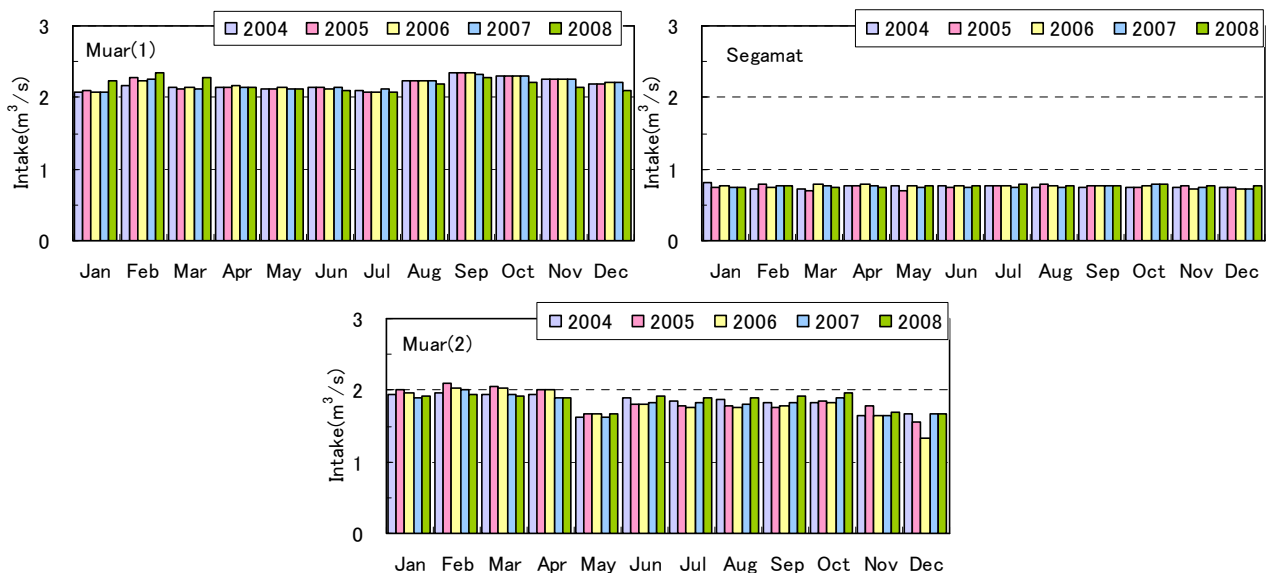 2004 2005 2006 2007 2008
Muar(1)
Intake(m³/s)
3
2
1
0
Jan Feb Mar Apr May Jun Jul Aug Sep Oct Nov Dec
2004 2005 2006 2007 2008
Segamat
Intake(m³/s)
3
2
1
0
Jan Feb Mar Apr May Jun Jul Aug Sep Oct Nov Dec
2004 2005 2006 2007 2008
Muar(2)
Intake(m³/s)
3
2
1
0
Jan Feb Mar Apr May Jun Jul Aug Sep Oct Nov Dec